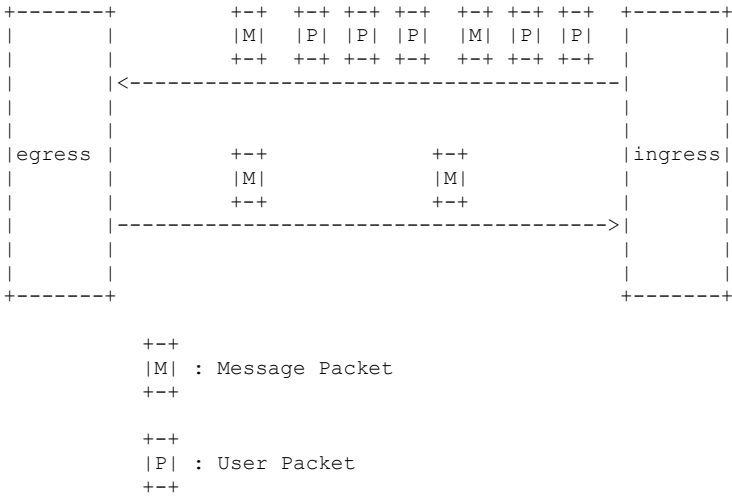 M P P P M P P
egress M M ingress
M : Message Packet
P : User Packet